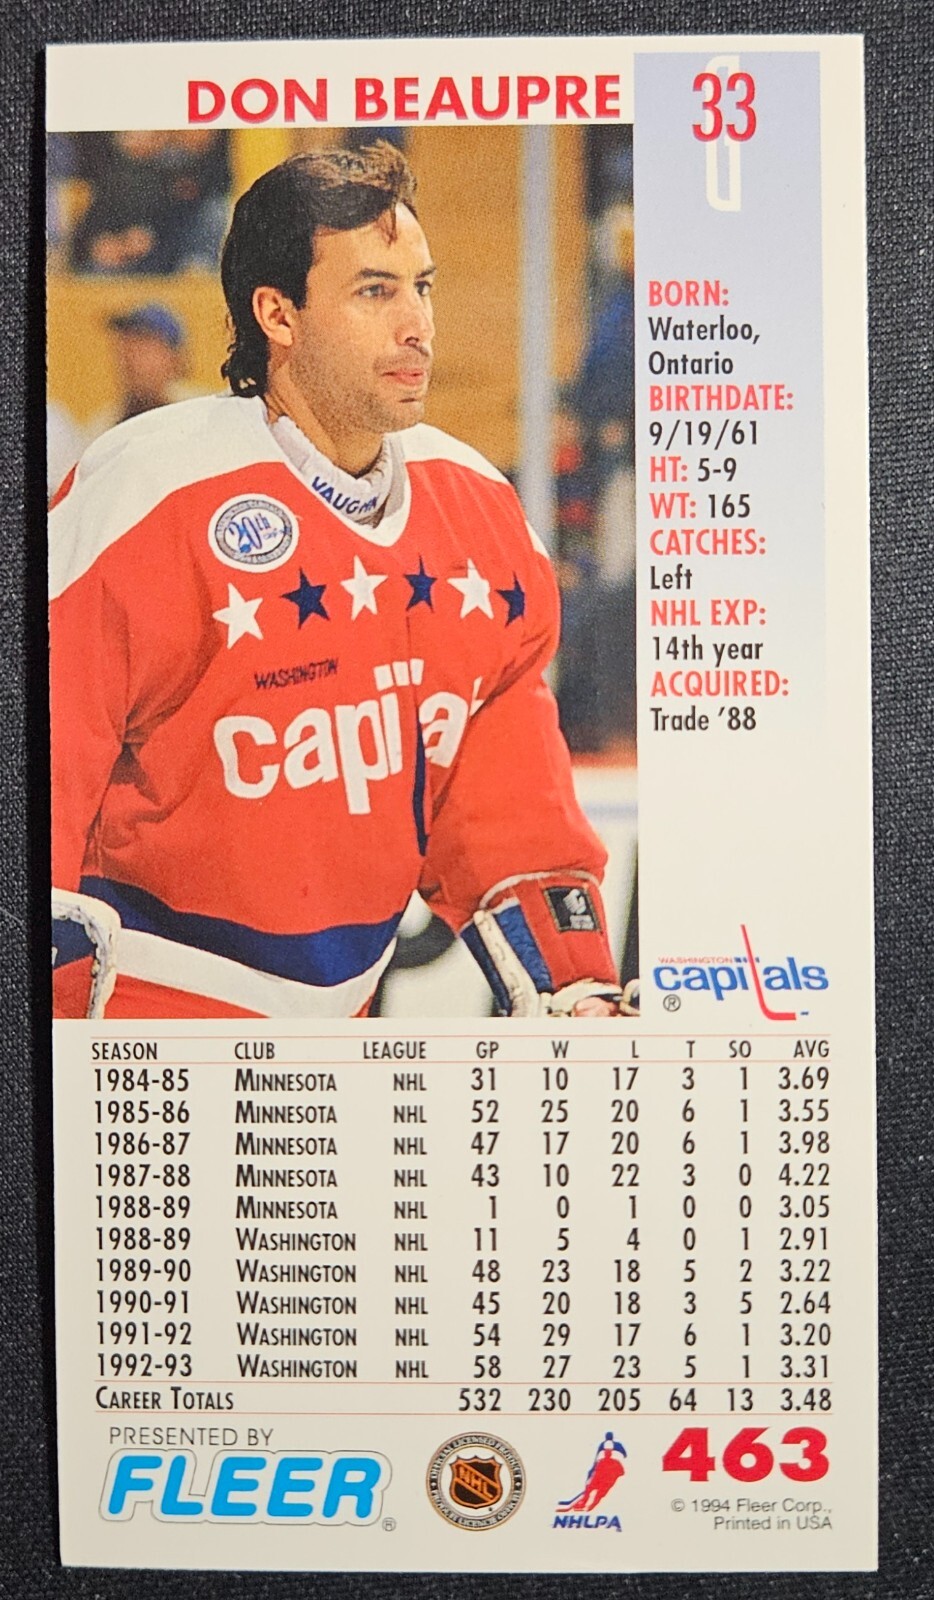 DON BEAUPRE
33
G
BORN:
Waterloo,
Ontario
BIRTHDATE:
9/19/61
HT: 5-9
WT: 165
CATCHES:
Left
NHL EXP:
14th year
ACQUIRED:
Trade '88
VAUGHN
20th
WASHINGTON
capita
WASHINGTON
capitals
®
SEASON CLUB LEAGUE GP W L T SO AVG
1984-85 MINNESOTA NHL 31 10 17 3 1 3.69
1985-86 MINNESOTA NHL 52 25 20 6 1 3.55
1986-87 MINNESOTA NHL 47 17 20 6 1 3.98
1987-88 MINNESOTA NHL 43 10 22 3 0 4.22
1988-89 MINNESOTA NHL 1 0 1 0 0 3.05
1988-89 WASHINGTON NHL 11 5 4 0 1 2.91
1989-90 WASHINGTON NHL 48 23 18 5 2 3.22
1990-91 WASHINGTON NHL 45 20 18 3 5 2.64
1991-92 WASHINGTON NHL 54 29 17 6 1 3.20
1992-93 WASHINGTON NHL 58 27 23 5 1 3.31
CAREER TOTALS 532 230 205 64 13 3.48
PRESENTED BY
FLEER®
OFFICIAL LICENSED PRODUCT
NHL
NHLPA
463
© 1994 Fleer Corp.,
Printed in USA